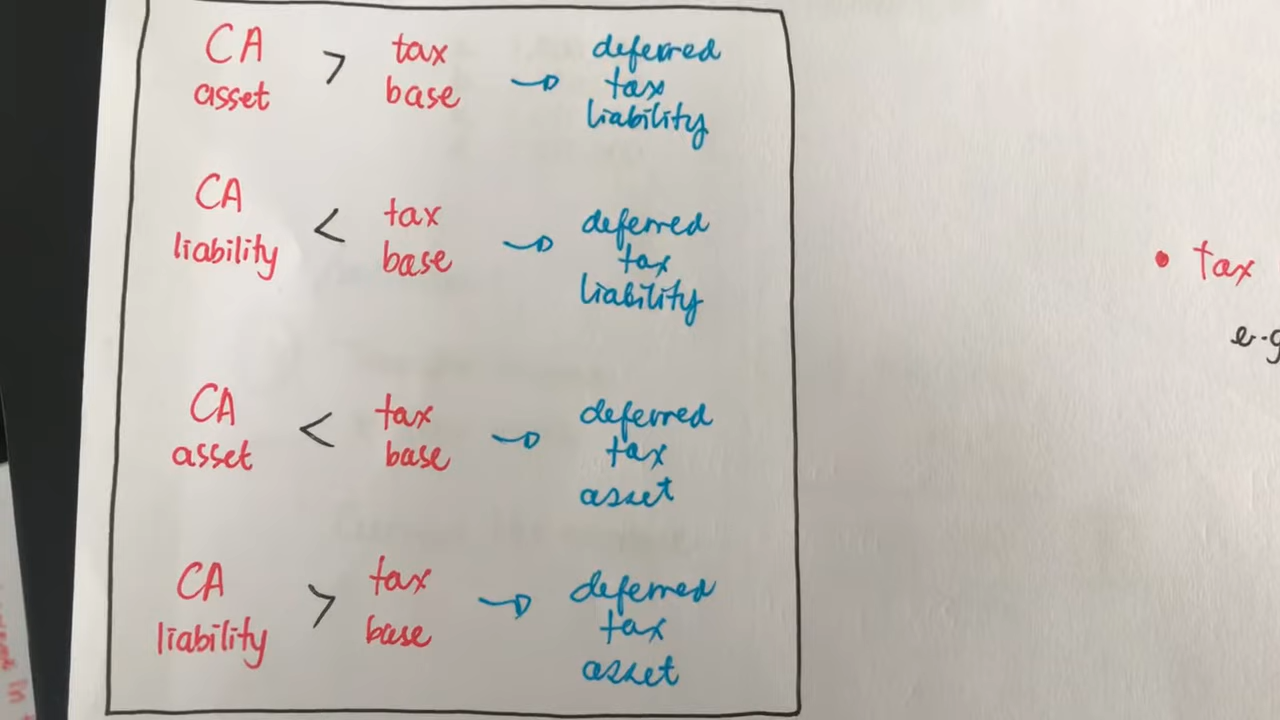 CA > tax deferred
asset base → tax
liability
CA < tax deferred
liability base → tax
liability
CA < tax deferred
asset base → tax
asset
CA > tax deferred
liability base → tax
asset
• tax
e.g